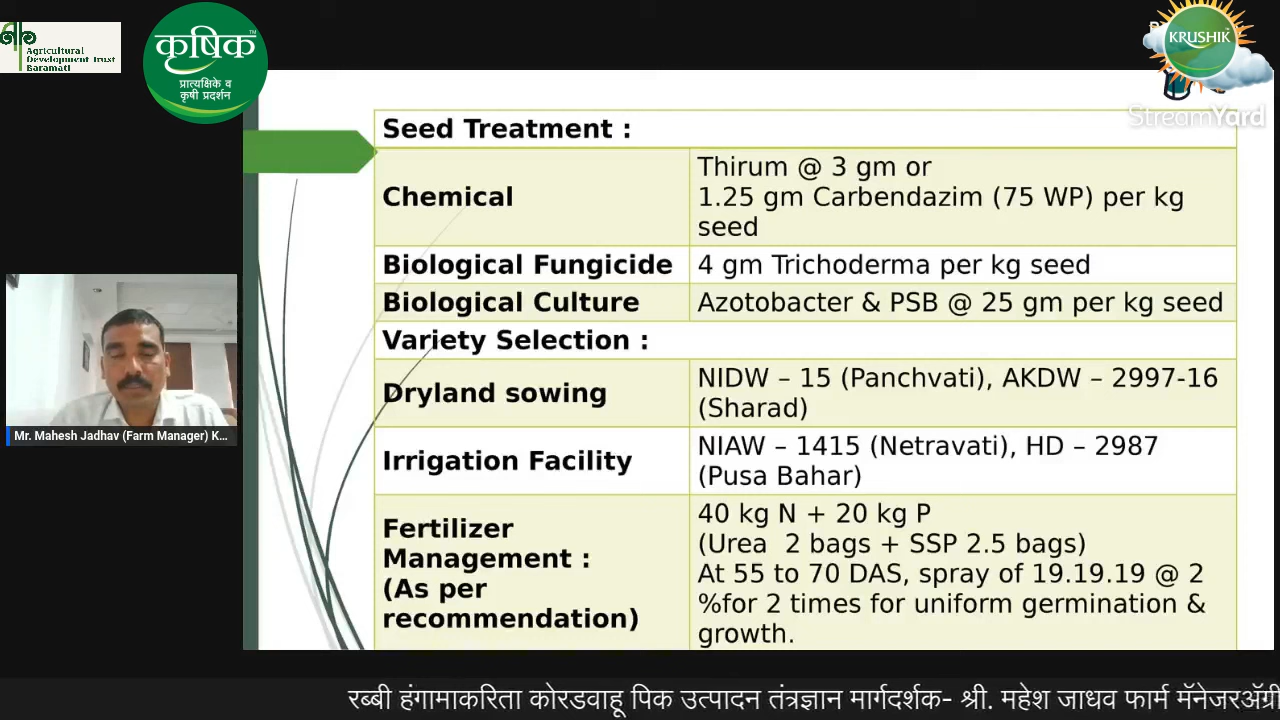 Agricultural
Development Trust
Baramati
कृषिक
प्रात्यक्षिके व
कृषी प्रदर्शन
KRUSHIK
StreamYard
Seed Treatment :
Chemical
Thirum @ 3 gm or
1.25 gm Carbendazim (75 WP) per kg
seed
Biological Fungicide
4 gm Trichoderma per kg seed
Biological Culture
Azotobacter & PSB @ 25 gm per kg seed
Variety Selection :
Dryland sowing
NIDW – 15 (Panchvati), AKDW – 2997-16
(Sharad)
Irrigation Facility
NIAW – 1415 (Netravati), HD – 2987
(Pusa Bahar)
Fertilizer
Management :
(As per
recommendation)
40 kg N + 20 kg P
(Urea  2 bags + SSP 2.5 bags)
At 55 to 70 DAS, spray of 19.19.19 @ 2
%for 2 times for uniform germination &
growth.
Mr. Mahesh Jadhav (Farm Manager) K...
रब्बी हंगामाकरिता कोरडवाहू पिक उत्पादन तंत्रज्ञान मार्गदर्शक- श्री. महेश जाधव फार्म मॅनेजरॲग्री